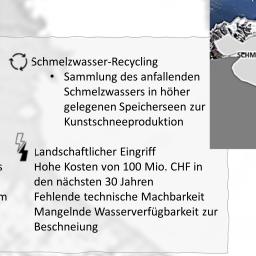 Schmelzwasser-Recycling
• Sammlung des anfallenden
Schmelzwassers in höher
gelegenen Speicherseen zur
Kunstschneeproduktion
Landschaftlicher Eingriff
Hohe Kosten von 100 Mio. CHF in
den nächsten 30 Jahren
Fehlende technische Machbarkeit
Mangelnde Wasserverfügbarkeit zur
Beschneiung
SCHM
s
m